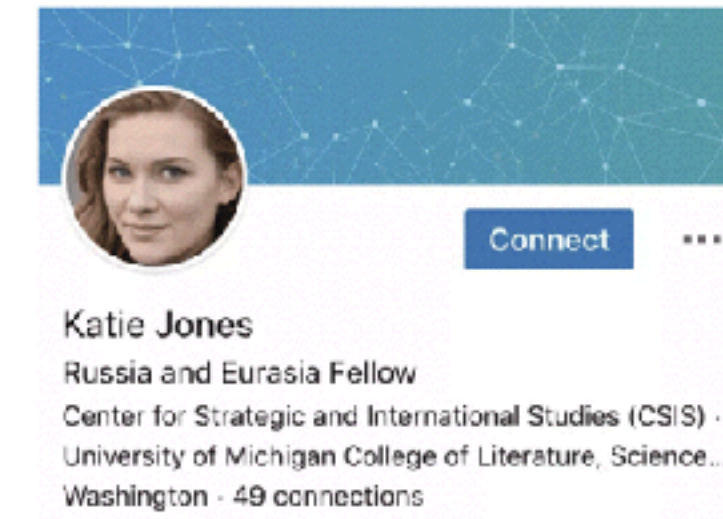 Connect
Katie Jones
Russia and Eurasia Fellow
Center for Strategic and International Studies (CSIS) ·
University of Michigan College of Literature, Science...
Washington · 49 connections